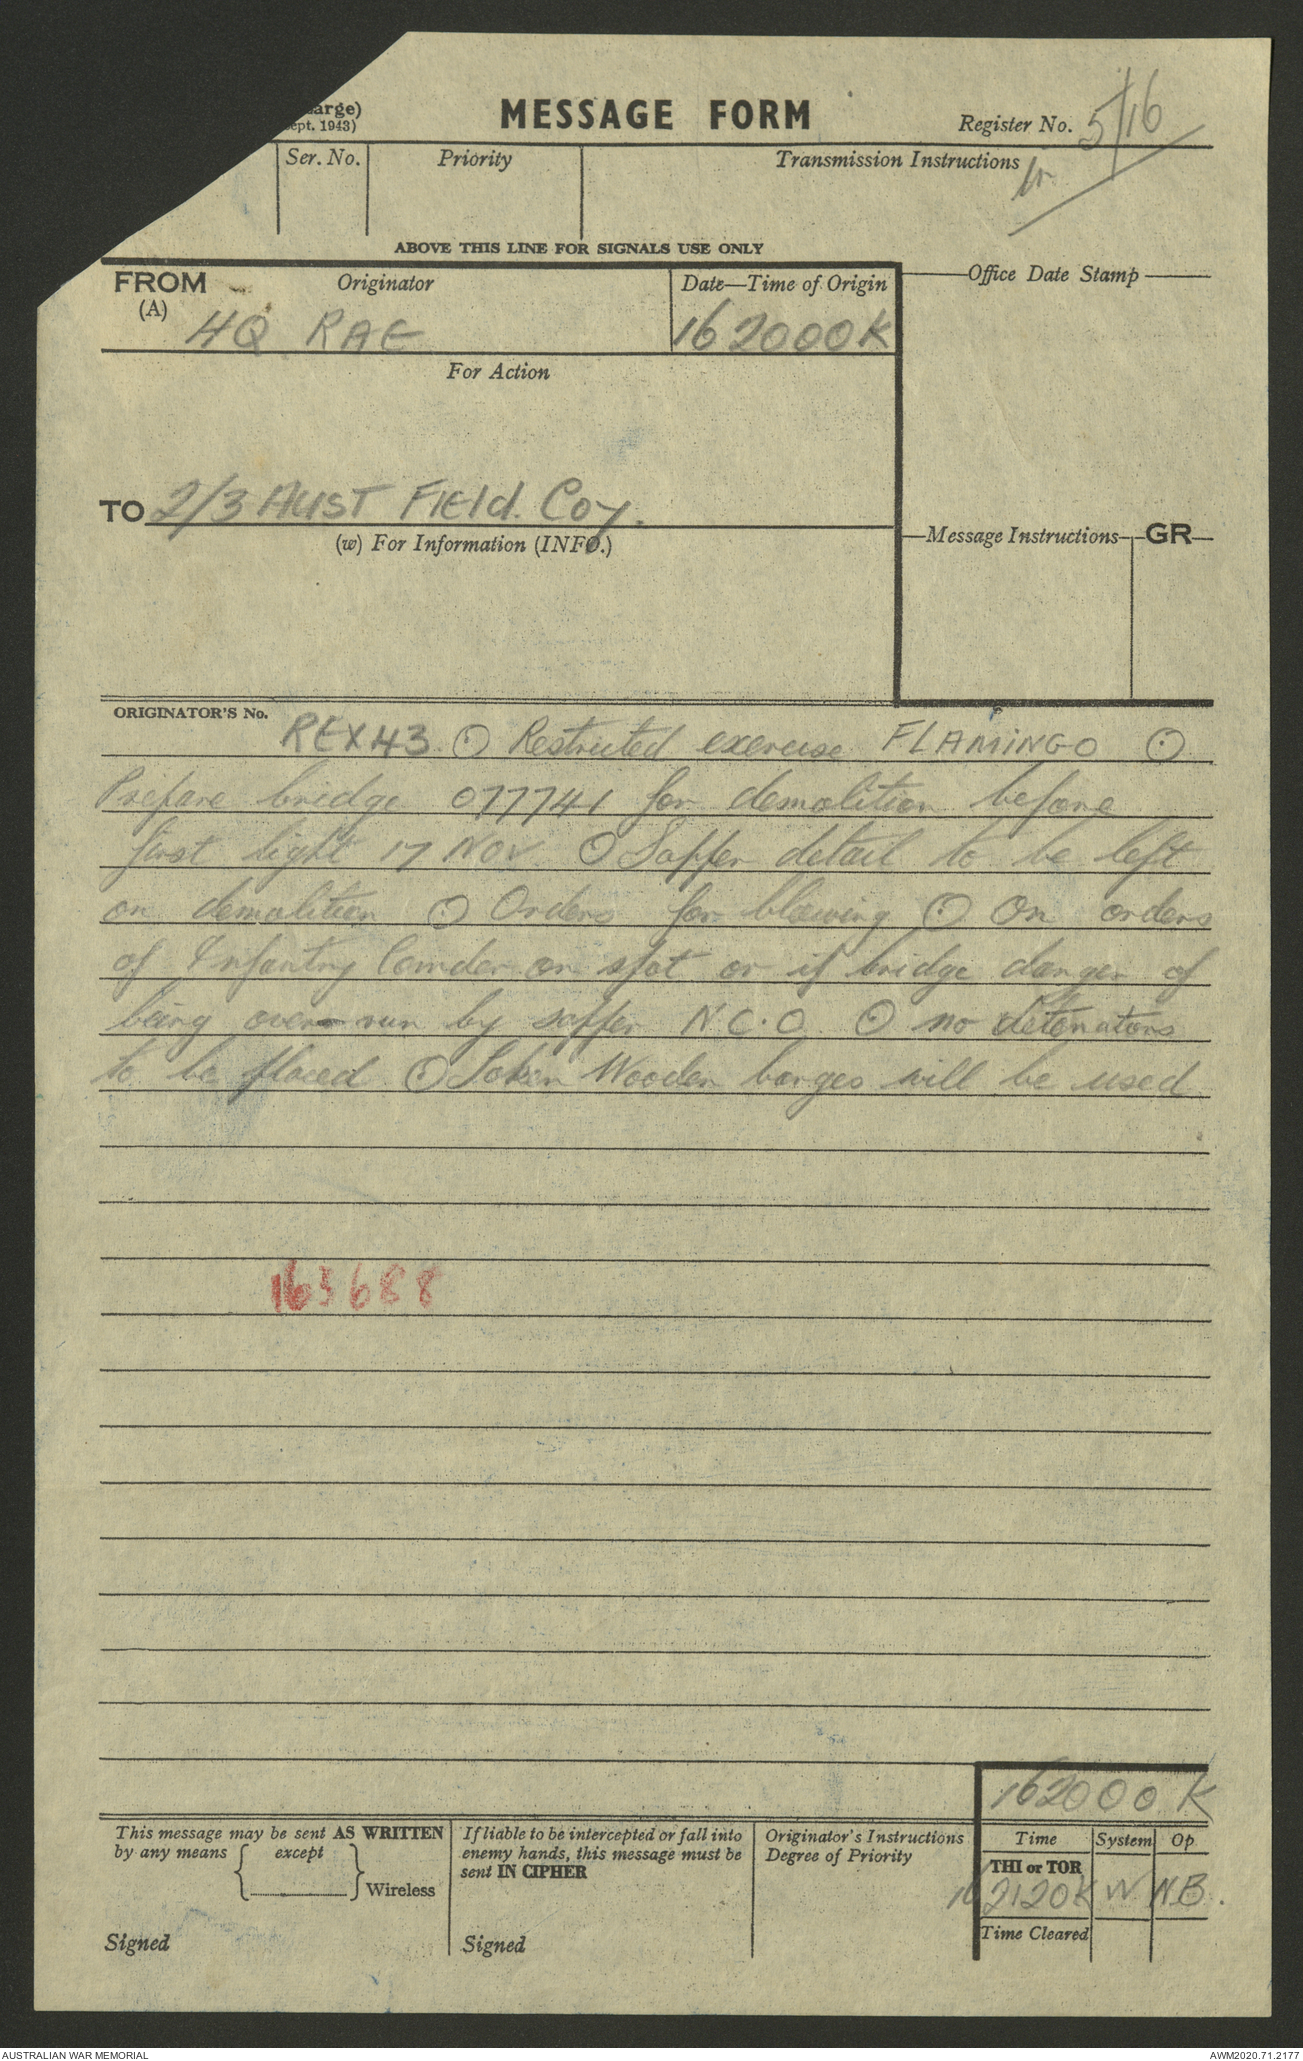 arge)
ept. 1943)
MESSAGE FORM
Register No. 5/16
Ser. No.
Priority
Transmission Instructions
ABOVE THIS LINE FOR SIGNALS USE ONLY
FROM
(A)
Originator
HQ RAE
Date—Time of Origin
162000K
Office Date Stamp
For Action
TO 2/3 AUST FIEld. Coy.
(w) For Information (INFO.)
Message Instructions
GR
ORIGINATOR'S No.
REX43 ⊙ Restricted exercise FLAMINGO ⊙
Prepare bridge 077741 for demolition before
first light 17 NOV ⊙ Sapper detail to be left
on demolition ⊙ Orders for blowing ⊙ On orders
of Infantry Comder on spot or if bridge danger of
being over-run by sapper N.C.O ⊙ no detonators
to be placed ⊙ Token Wooden barges will be used
163688
162000 K
This message may be sent AS WRITTEN
by any means { except } Wireless
Signed
If liable to be intercepted or fall into
enemy hands, this message must be
sent IN CIPHER
Signed
Originator's Instructions
Degree of Priority
Time
System
Op
THI or TOR
162120K W N.B.
Time Cleared
AUSTRALIAN WAR MEMORIAL
AWM2020.71.2177